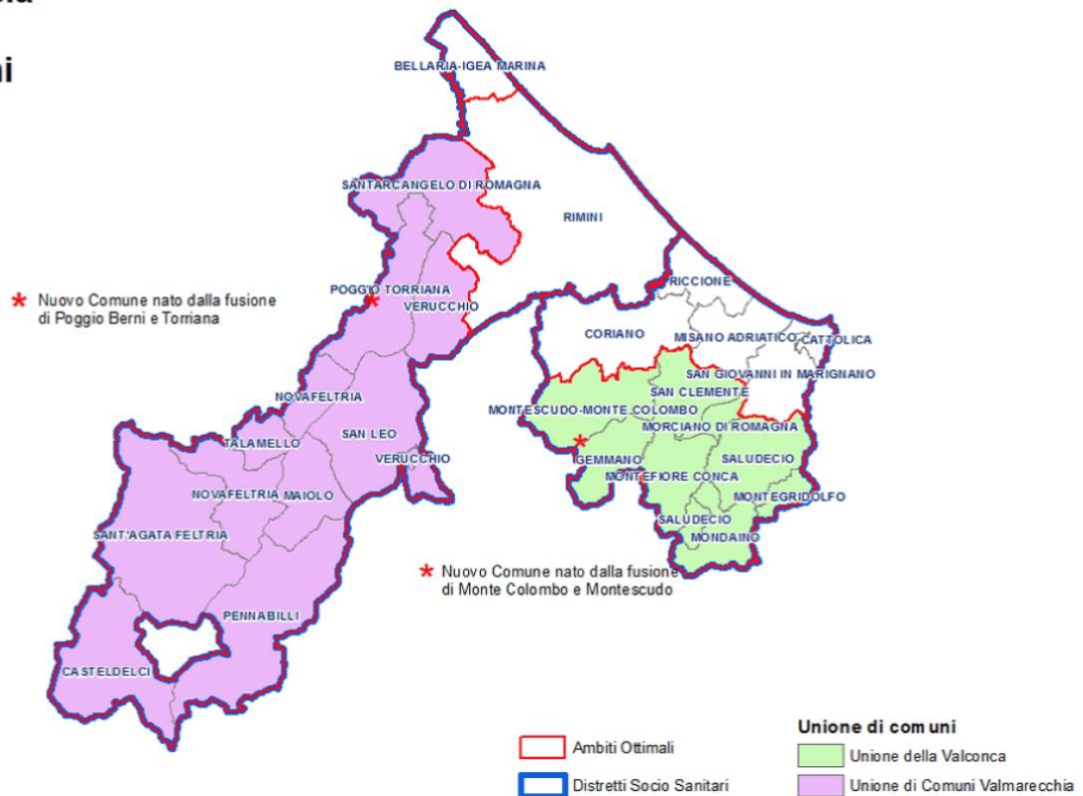 BELLARIA-IGEA MARINA
SANTARCANGELO DI ROMAGNA
RIMINI
RICCIONE
POGGIO TORRIANA
* Nuovo Comune nato dalla fusione
di Poggio Berni e Torriana
VERUCCHIO
CORIANO
MISANO ADRIATICO
CATTOLICA
SAN GIOVANNI IN MARIGNANO
SAN CLEMENTE
NOVAFELTRIA
MONTESCUDO-MONTE COLOMBO
MORCIANO DI ROMAGNA
SAN LEO
TALAMELLO
VERUCCHIO
GEMMANO
SALUDECIO
MONTEFIORE CONCA
NOVAFELTRIA
MAIOLO
MONTEGRIDOLFO
SALUDECIO
SANT'AGATA FELTRIA
MONDAINO
* Nuovo Comune nato dalla fusione
di Monte Colombo e Montescudo
PENNABILLI
CASTELDELCI
Unione di comuni
Ambiti Ottimali
Unione della Valconca
Distretti Socio Sanitari
Unione di Comuni Valmarecchia